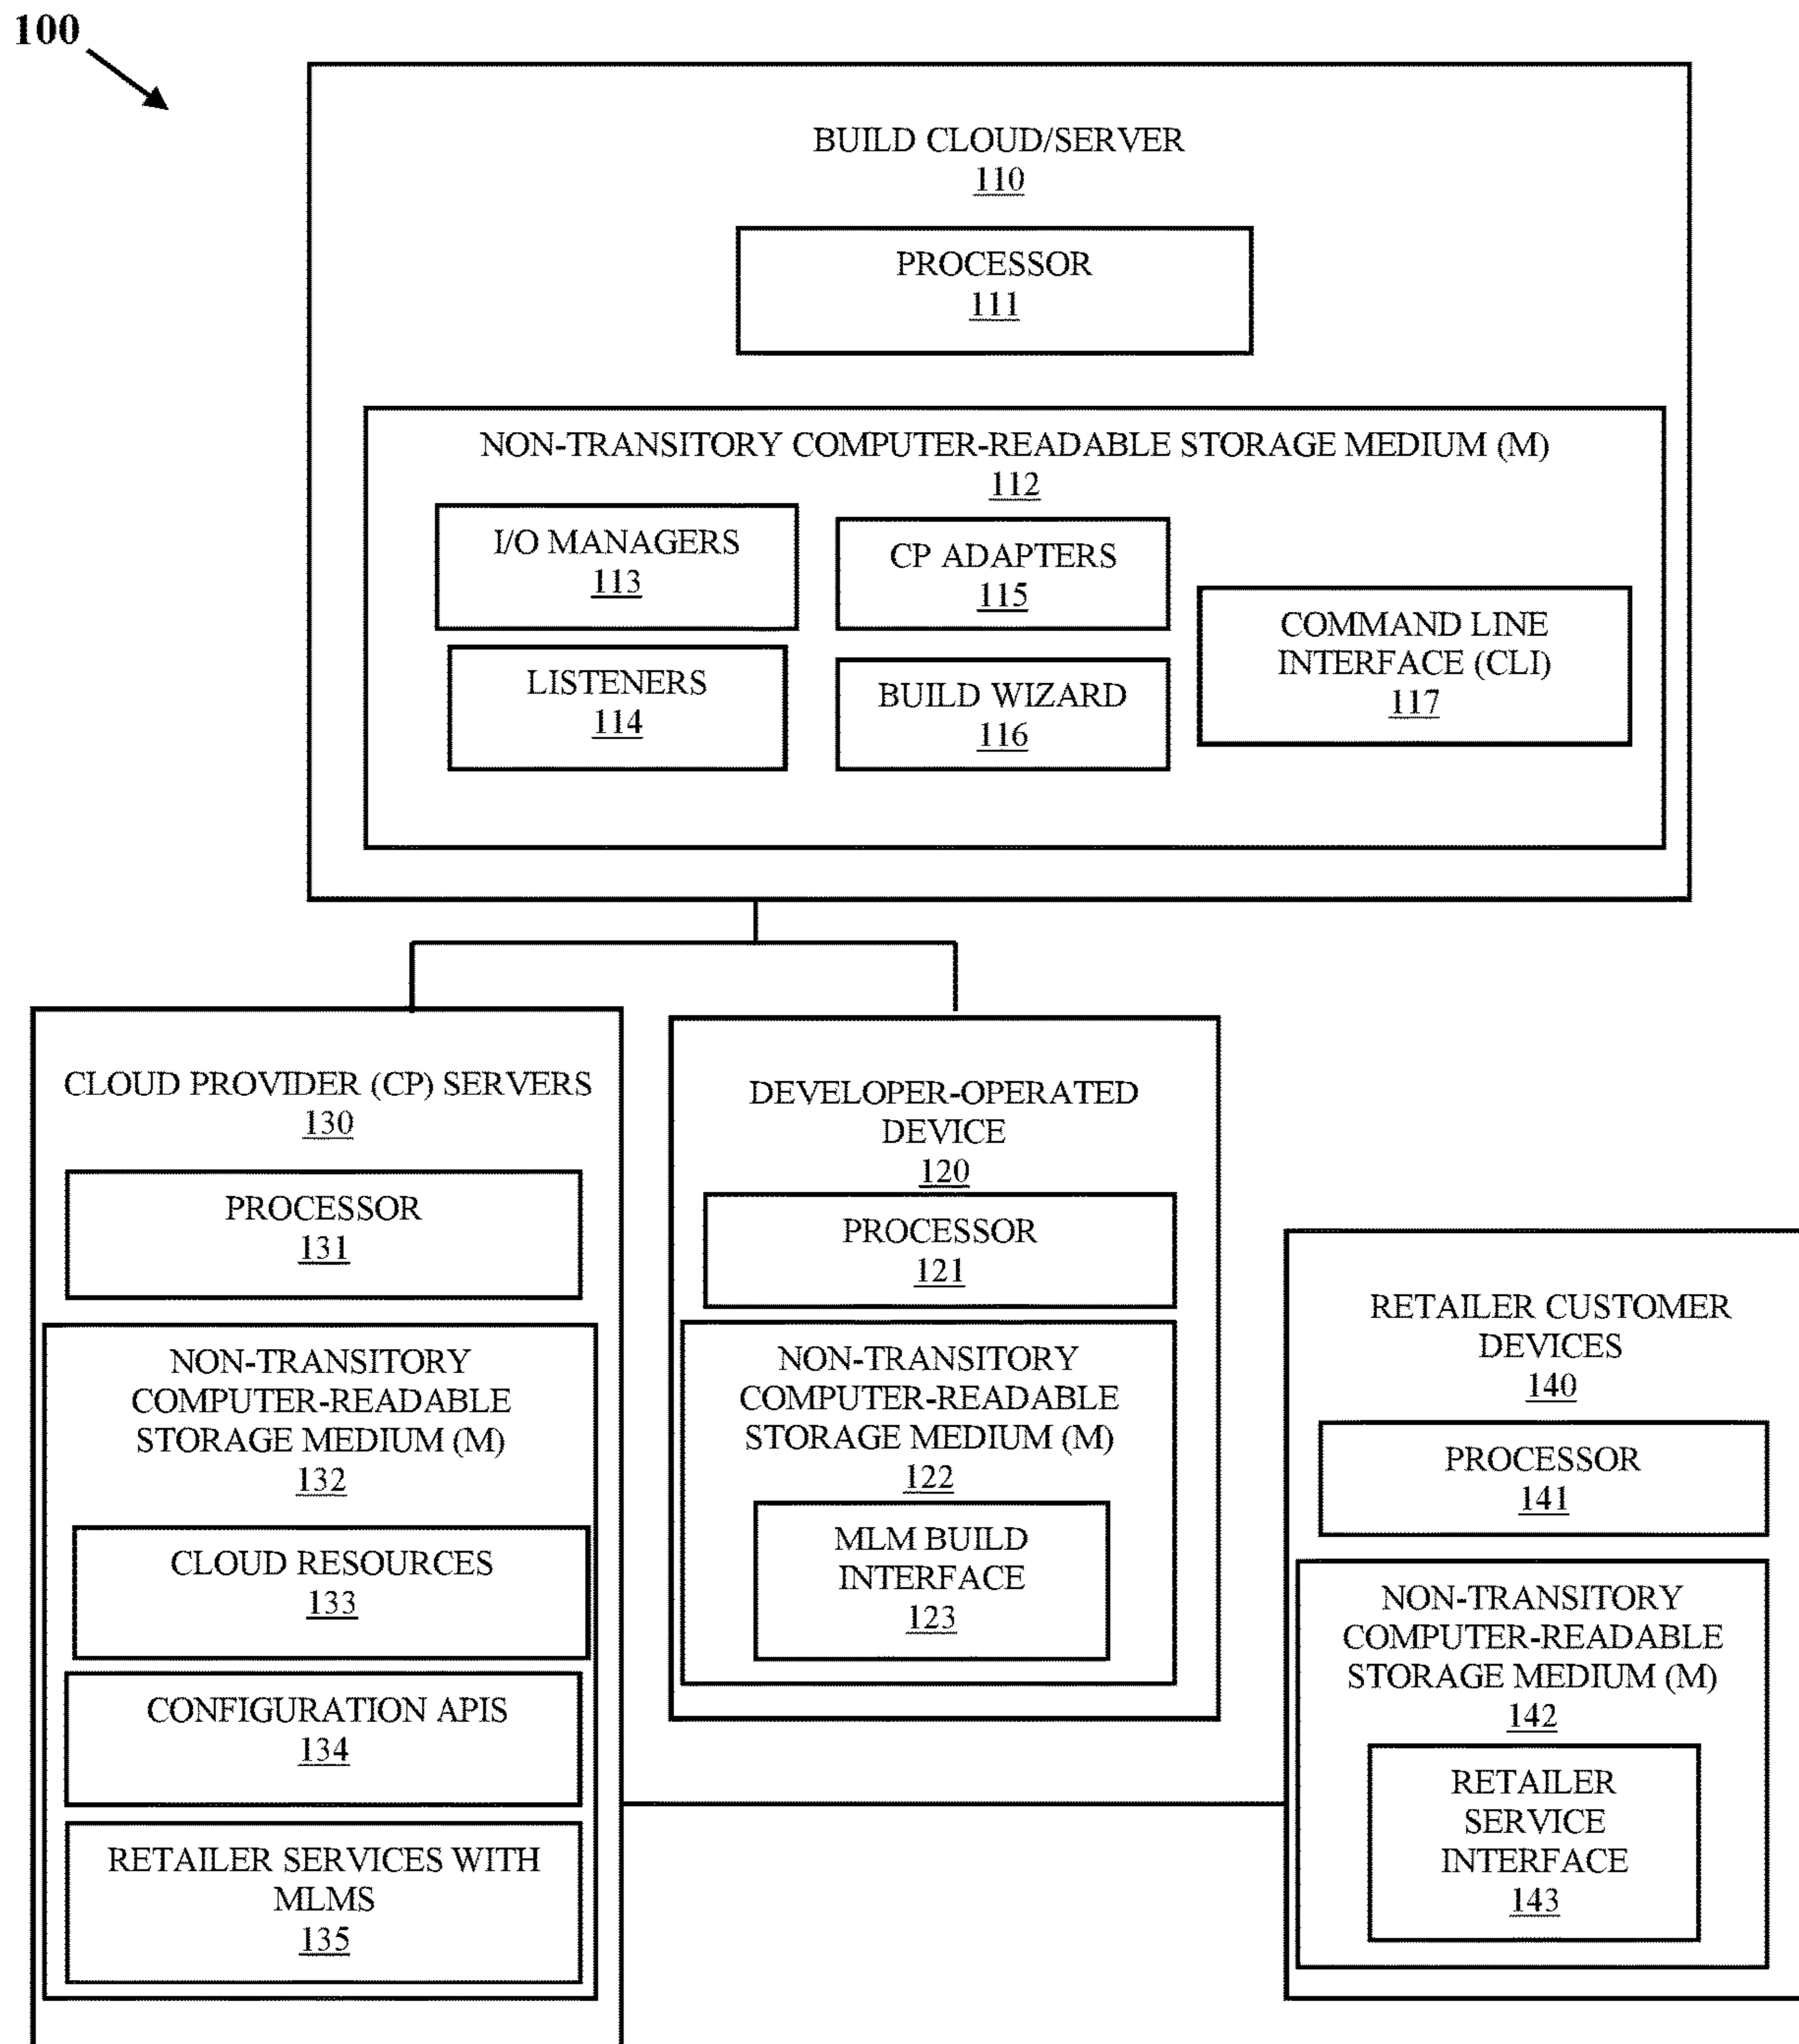 100
BUILD CLOUD/SERVER
110
PROCESSOR
111
NON-TRANSITORY COMPUTER-READABLE STORAGE MEDIUM (M)
112
I/O MANAGERS
113
LISTENERS
114
CP ADAPTERS
115
BUILD WIZARD
116
COMMAND LINE
INTERFACE (CLI)
117
CLOUD PROVIDER (CP) SERVERS
130
PROCESSOR
131
NON-TRANSITORY
COMPUTER-READABLE
STORAGE MEDIUM (M)
132
CLOUD RESOURCES
133
CONFIGURATION APIS
134
RETAILER SERVICES WITH
MLMS
135
DEVELOPER-OPERATED
DEVICE
120
PROCESSOR
121
NON-TRANSITORY
COMPUTER-READABLE
STORAGE MEDIUM (M)
122
MLM BUILD
INTERFACE
123
RETAILER CUSTOMER
DEVICES
140
PROCESSOR
141
NON-TRANSITORY
COMPUTER-READABLE
STORAGE MEDIUM (M)
142
RETAILER
SERVICE
INTERFACE
143